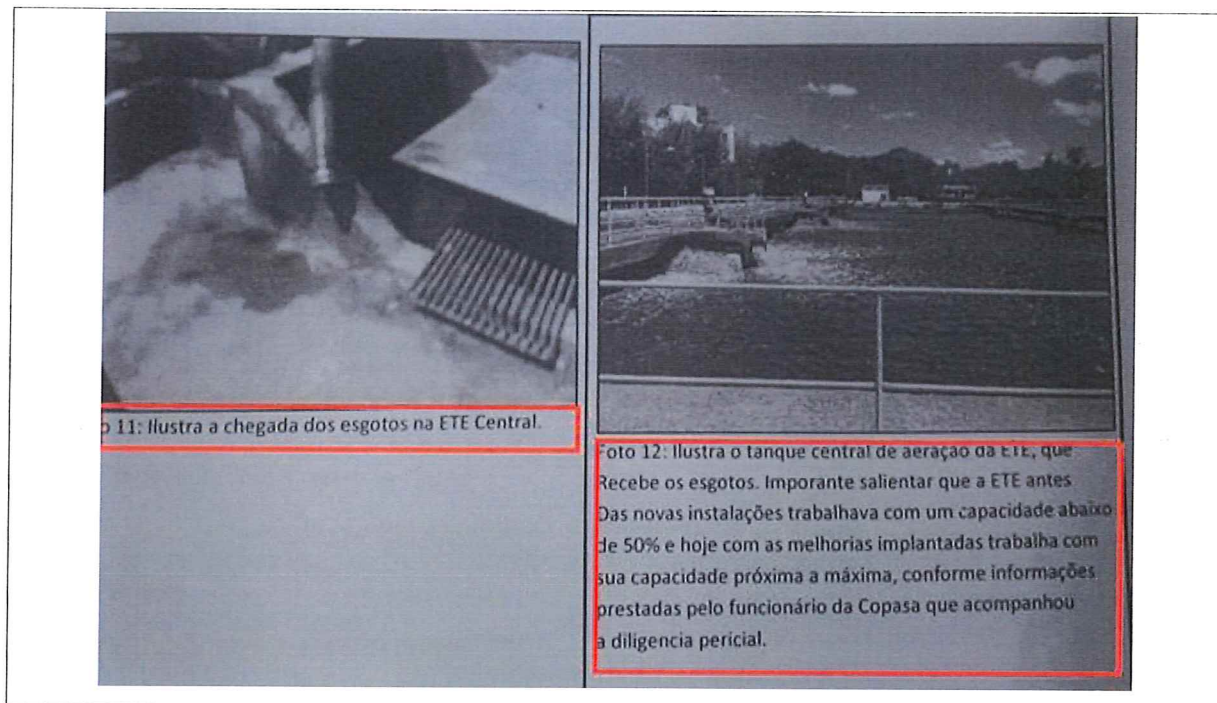 o 11: Ilustra a chegada dos esgotos na ETE Central.
Foto 12: Ilustra o tanque central de aeração da ETE, que
Recebe os esgotos. Imporante salientar que a ETE antes
Das novas instalações trabalhava com um capacidade abaixo
de 50% e hoje com as melhorias implantadas trabalha com
sua capacidade próxima a máxima, conforme informações
prestadas pelo funcionário da Copasa que acompanhou
a diligencia pericial.